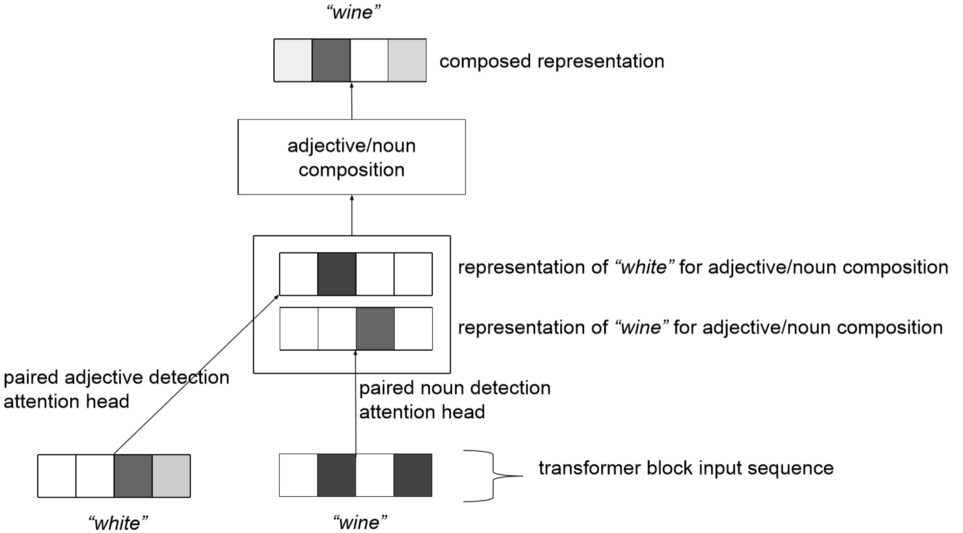 “wine”
composed representation
adjective/noun
composition
representation of “white” for adjective/noun composition
representation of “wine” for adjective/noun composition
paired adjective detection
attention head
paired noun detection
attention head
transformer block input sequence
“white”
“wine”